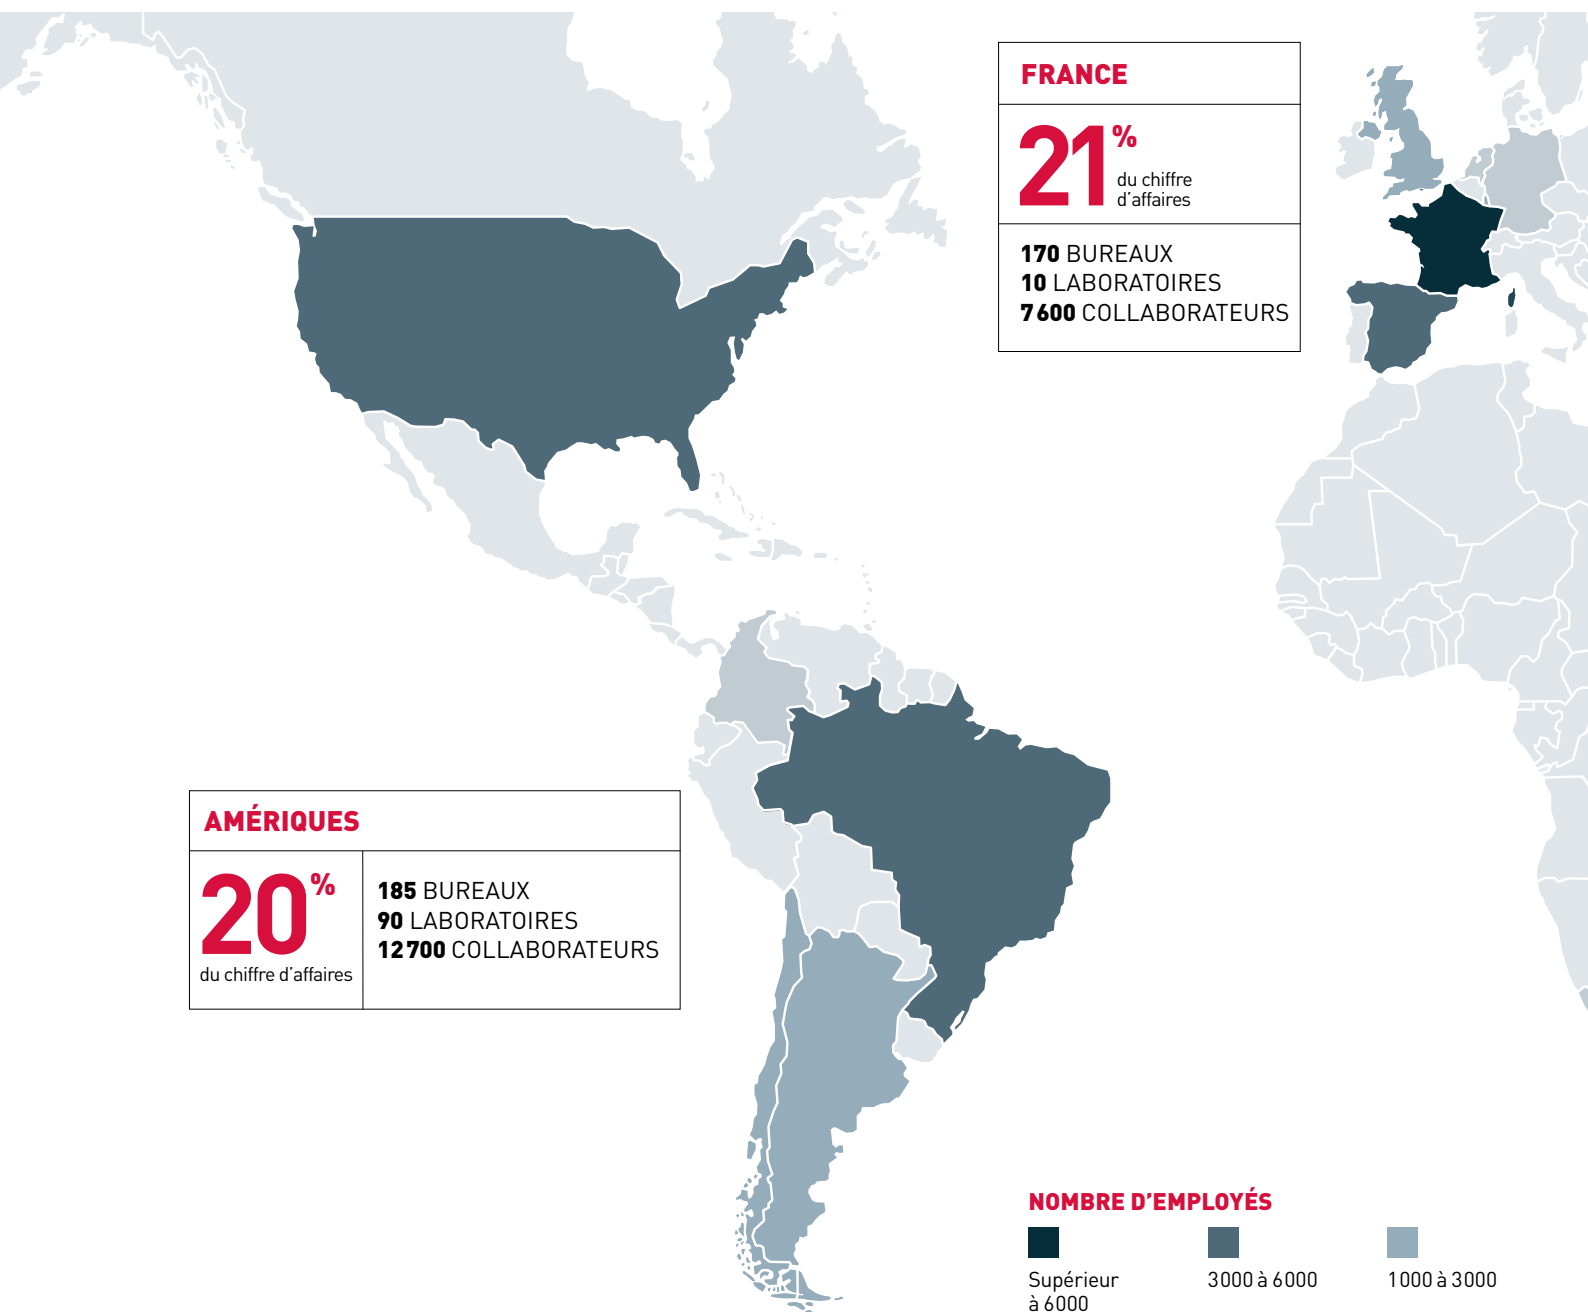 FRANCE
21%
du chiffre
d'affaires
170 BUREAUX
10 LABORATOIRES
7600 COLLABORATEURS
AMÉRIQUES
20%
du chiffre d'affaires
185 BUREAUX
90 LABORATOIRES
12700 COLLABORATEURS
NOMBRE D'EMPLOYÉS
Supérieur
à 6000
3000 à 6000
1000 à 3000